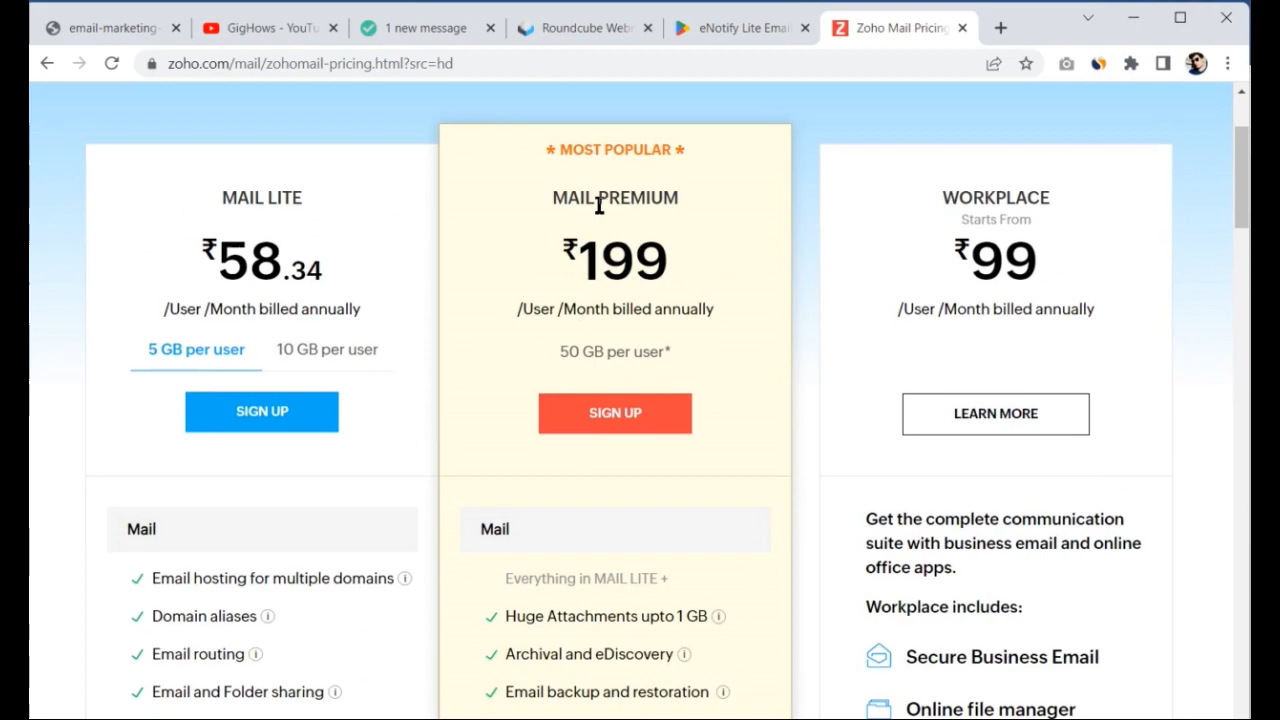 email-marketing-
GigHows - YouTu
1 new message
Roundcube Webm
eNotify Lite Emai
Zoho Mail Pricing
zoho.com/mail/zohomail-pricing.html?src=hd
MAIL LITE
₹58.34
/User /Month billed annually
5 GB per user
10 GB per user
SIGN UP
Mail
Email hosting for multiple domains
Domain aliases
Email routing
Email and Folder sharing
* MOST POPULAR *
MAIL PREMIUM
₹199
/User /Month billed annually
50 GB per user*
SIGN UP
Mail
Everything in MAIL LITE +
Huge Attachments upto 1 GB
Archival and eDiscovery
Email backup and restoration
WORKPLACE
Starts From
₹99
/User /Month billed annually
LEARN MORE
Get the complete communication
suite with business email and online
office apps.
Workplace includes:
Secure Business Email
Online file manager